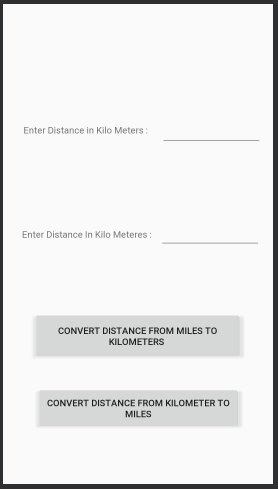 Enter Distance in Kilo Meters :
Enter Distance In Kilo Meteres :
CONVERT DISTANCE FROM MILES TO
KILOMETERS
CONVERT DISTANCE FROM KILOMETER TO
MILES